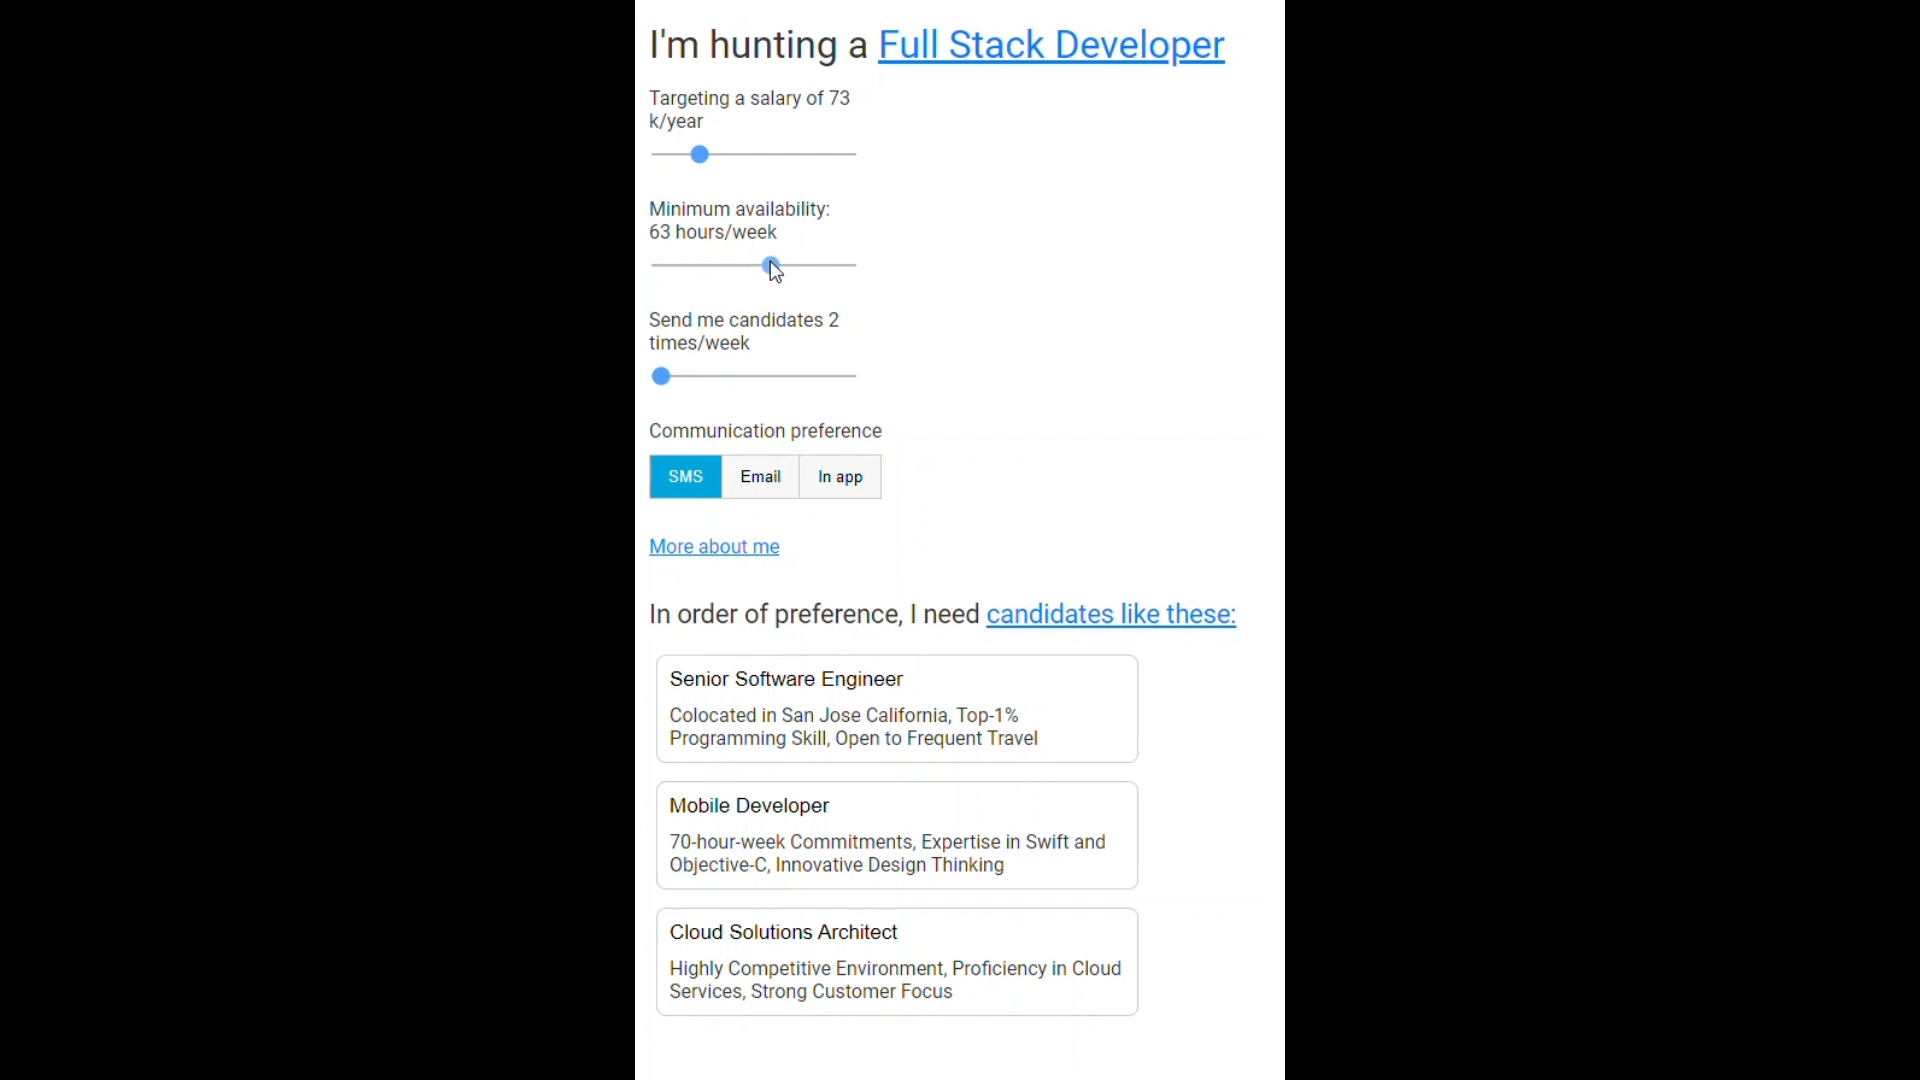 I'm hunting a Full Stack Developer
Targeting a salary of 73
k/year
Minimum availability:
63 hours/week
Send me candidates 2
times/week
Communication preference
SMS Email In app
More about me
In order of preference, I need candidates like these:
Senior Software Engineer
Colocated in San Jose California, Top-1%
Programming Skill, Open to Frequent Travel
Mobile Developer
70-hour-week Commitments, Expertise in Swift and
Objective-C, Innovative Design Thinking
Cloud Solutions Architect
Highly Competitive Environment, Proficiency in Cloud
Services, Strong Customer Focus